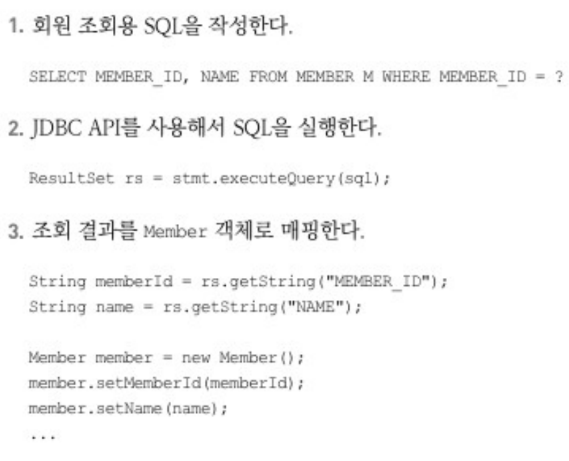 1. 회원 조회용 SQL을 작성한다.
SELECT MEMBER_ID, NAME FROM MEMBER M WHERE MEMBER_ID = ?
2. JDBC API를 사용해서 SQL을 실행한다.
ResultSet rs = stmt.executeQuery(sql);
3. 조회 결과를 Member 객체로 매핑한다.
String memberId = rs.getString("MEMBER_ID");
String name = rs.getString("NAME");
Member member = new Member();
member.setMemberId(memberId);
member.setName(name);
...